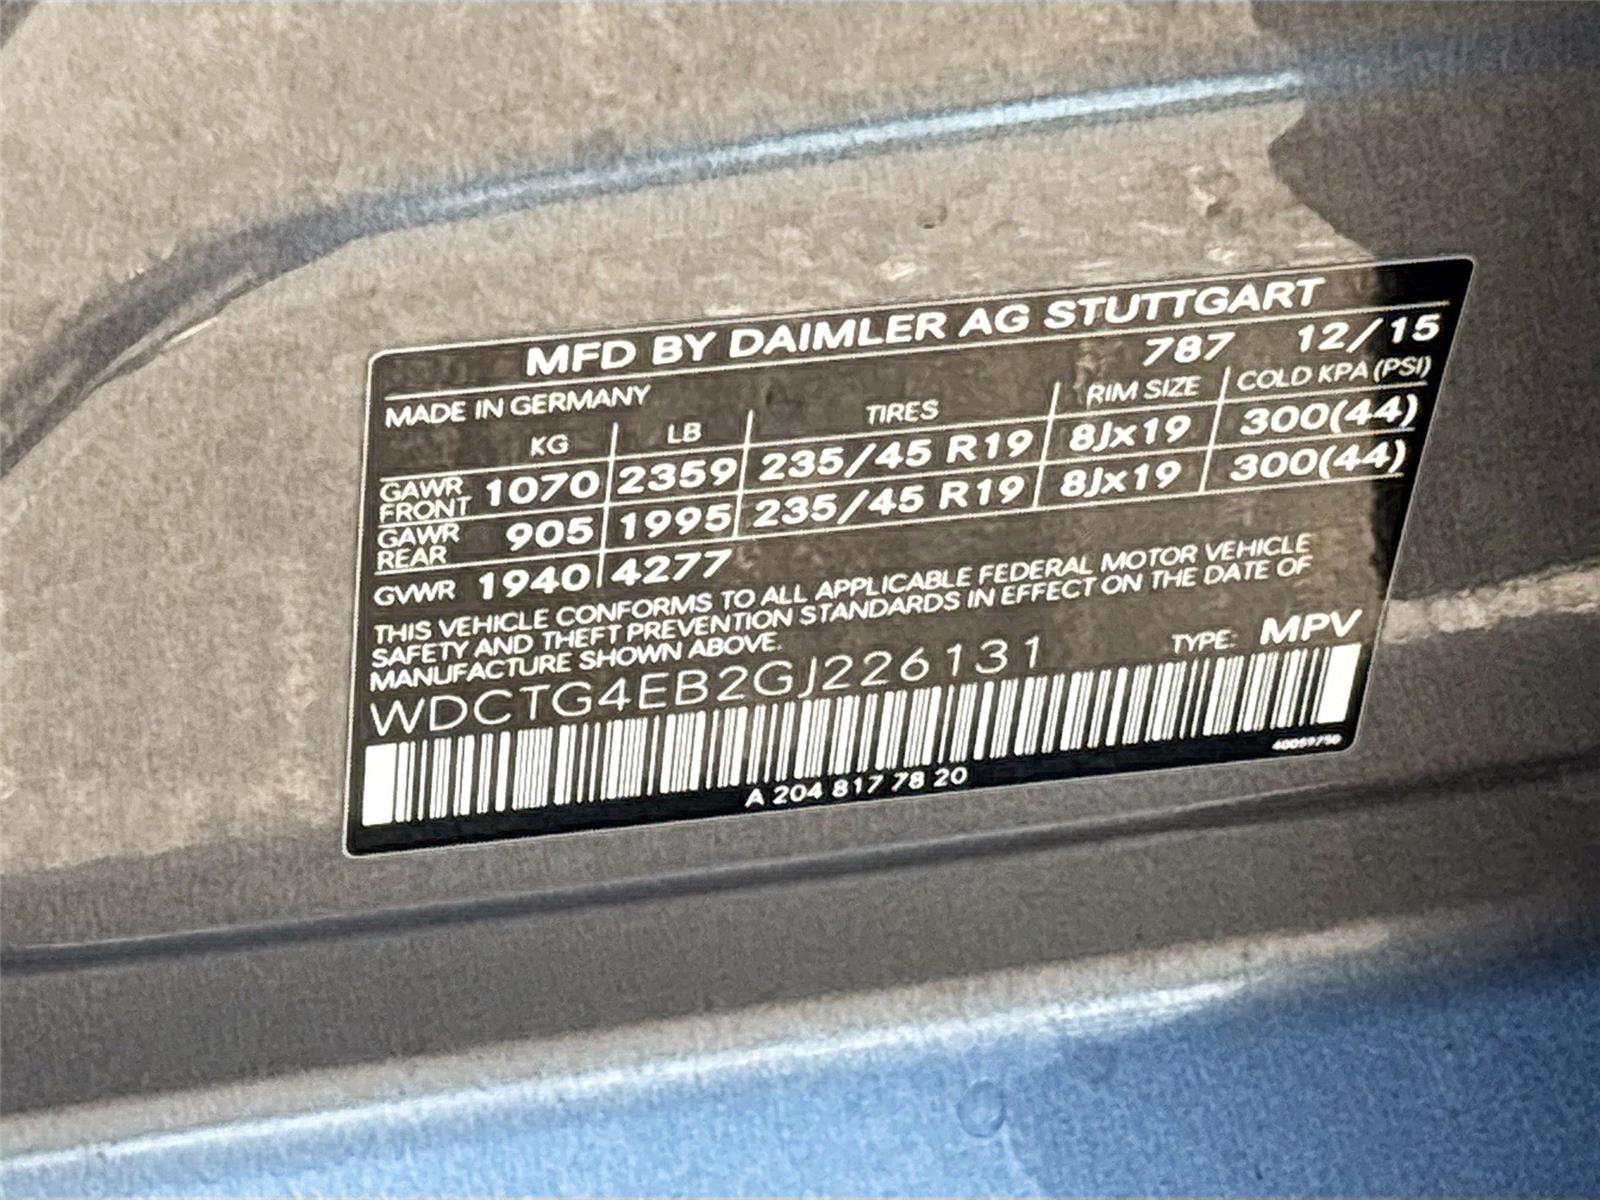 MFD BY DAIMLER AG STUTTGART
787 12/15
MADE IN GERMANY
KG LB TIRES RIM SIZE COLD KPA (PSI)
GAWR FRONT 1070 2359 235/45 R19 8Jx19 300(44)
GAWR REAR 905 1995 235/45 R19 8Jx19 300(44)
GVWR 1940 4277
THIS VEHICLE CONFORMS TO ALL APPLICABLE FEDERAL MOTOR VEHICLE
SAFETY AND THEFT PREVENTION STANDARDS IN EFFECT ON THE DATE OF
MANUFACTURE SHOWN ABOVE.
WDCTG4EB2GJ226131 TYPE: MPV
A 204 817 78 20